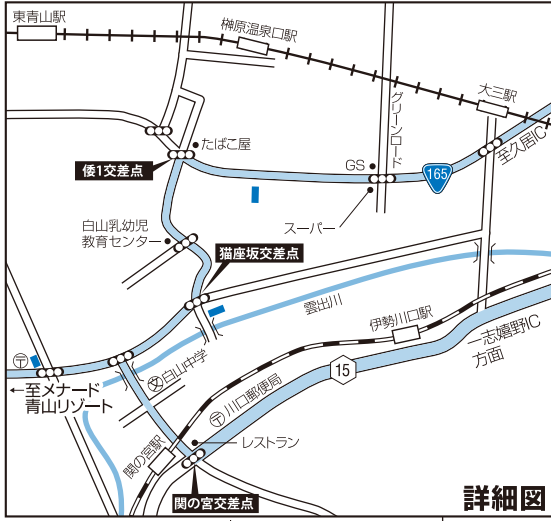 東青山駅
榊原温泉口駅
大三駅
グリーンロード
至久居IC
たばこ屋
GS
165
倭1交差点
スーパー
白山乳幼児
教育センター
猫座坂交差点
雲出川
伊勢川口駅
一志嬉野IC
方面
〒
15
←至メナード
青山リゾート
文白山中学
〒川口郵便局
レストラン
関の宮駅
関の宮交差点
詳細図